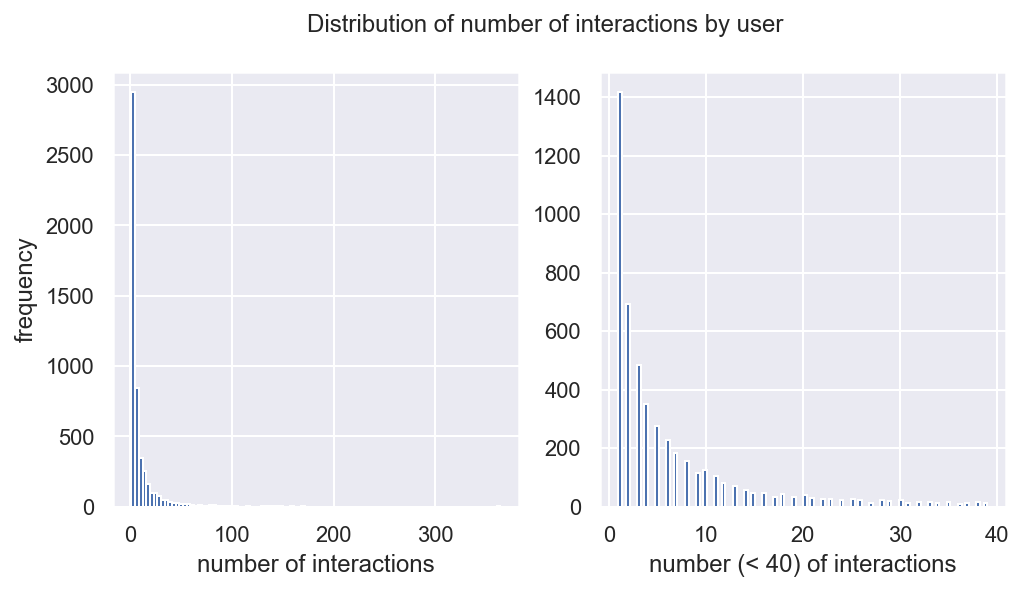 Distribution of number of interactions by user
frequency
3000
2500
2000
1500
1000
500
0
0 100 200 300
number of interactions
1400
1200
1000
800
600
400
200
0
0 10 20 30 40
number (< 40) of interactions